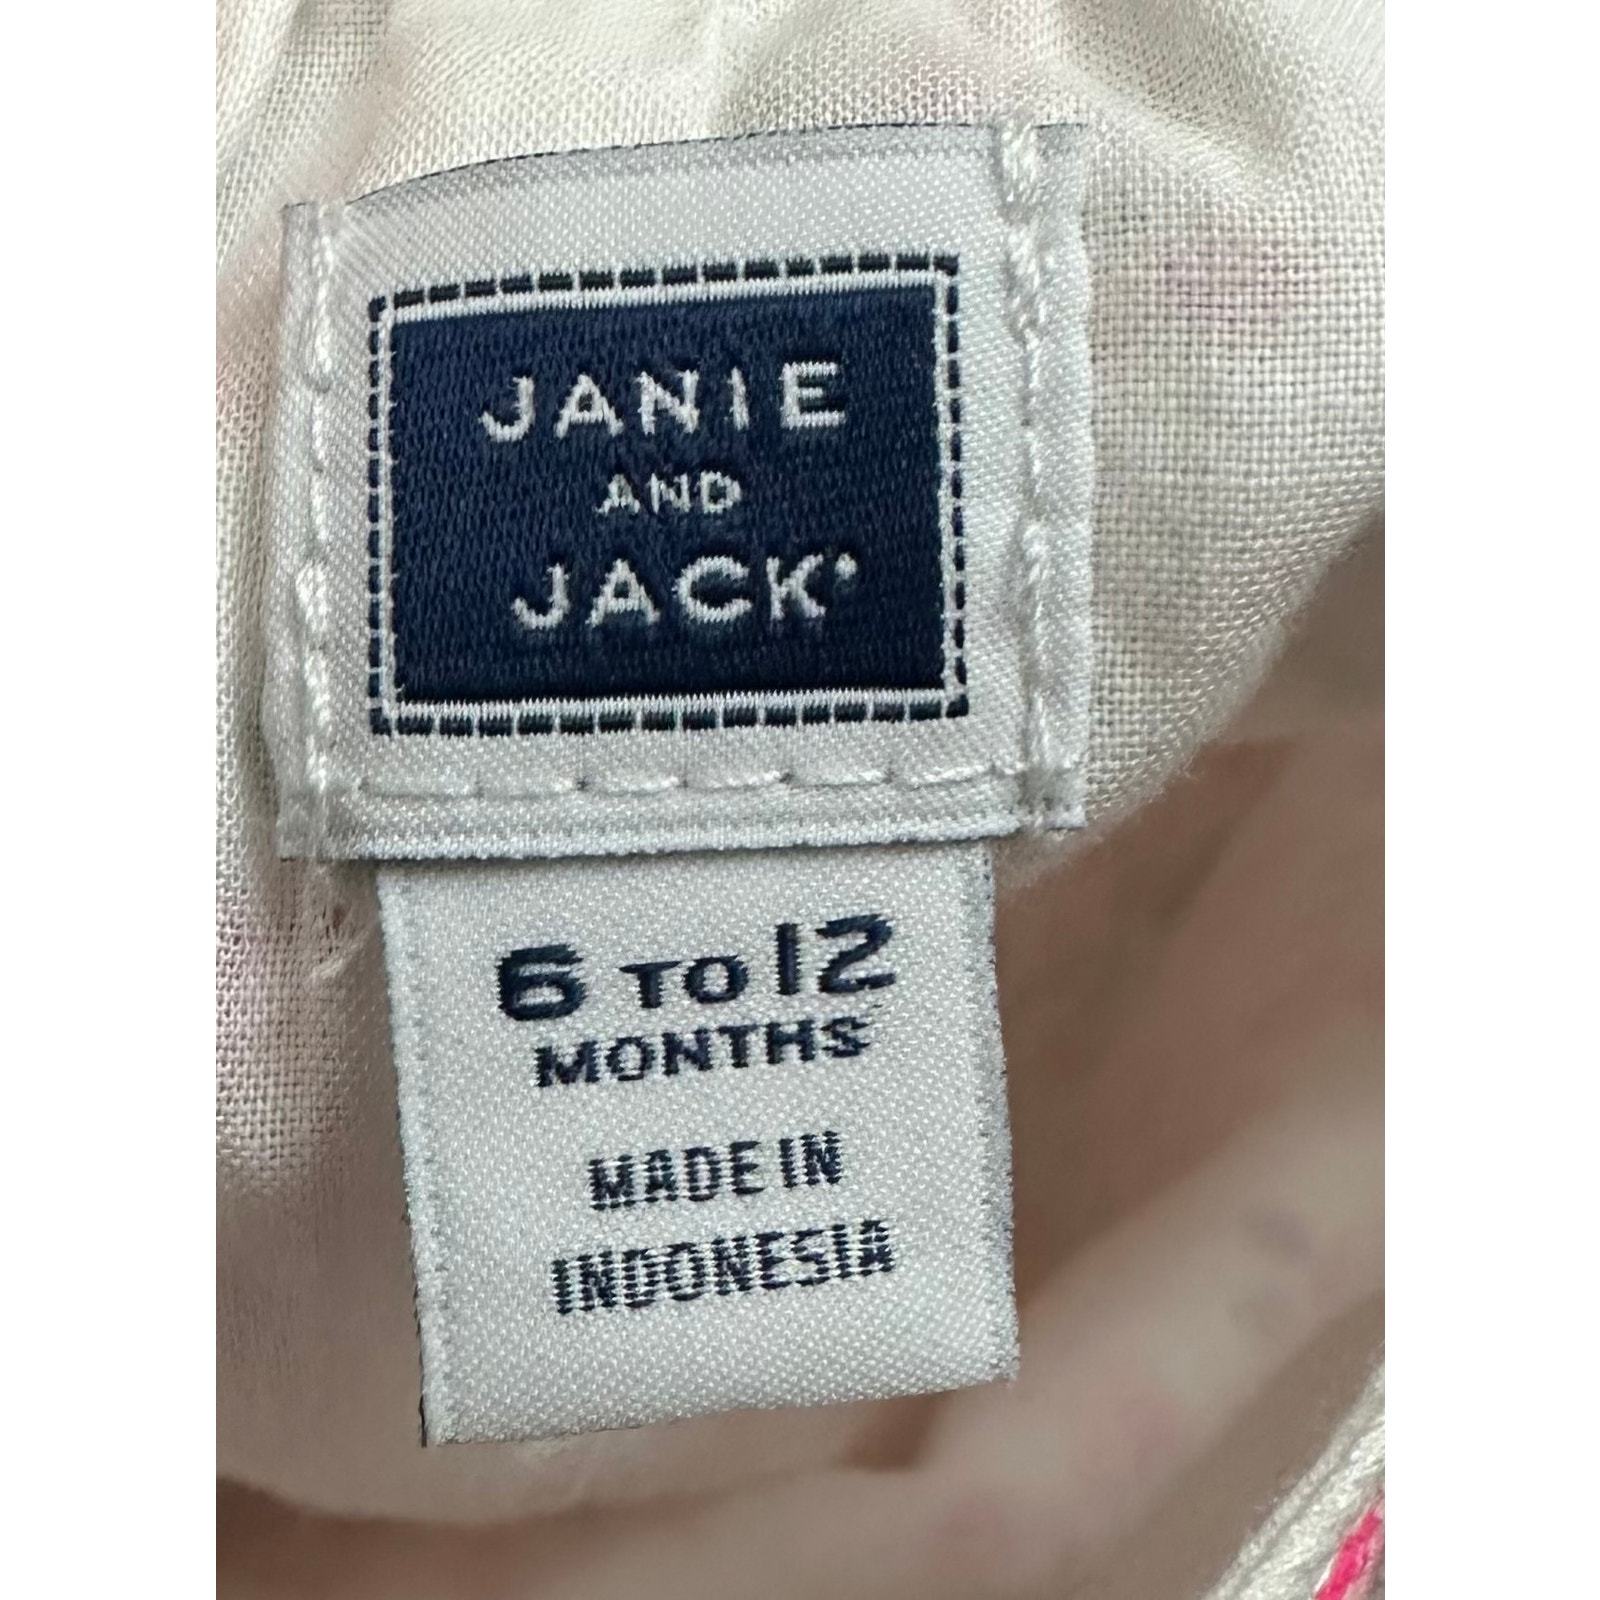 JANIE
AND
JACK
6 TO 12
MONTHS
MADE IN
INDONESIA